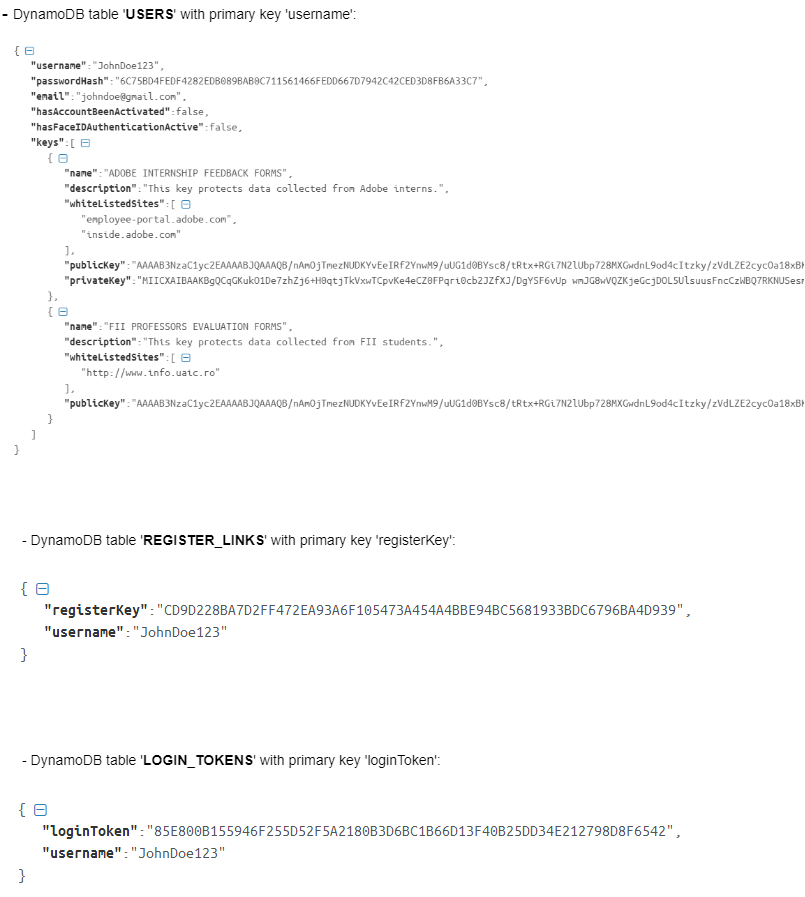 - DynamoDB table 'USERS' with primary key 'username':
{
"username":"JohnDoe123",
"passwordHash":"6C75BD4FEDF4282EDB089BAB0C711561466FEDD667D7942C42CED3D8FB6A33C7",
"email":"johndoe@gmail.com",
"hasAccountBeenActivated":false,
"hasFaceIDAuthenticationActive":false,
"keys":[
{
"name":"ADOBE INTERNSHIP FEEDBACK FORMS",
"description":"This key protects data collected from Adobe interns.",
"whiteListedSites":[
"employee-portal.adobe.com",
"inside.adobe.com"
],
"publicKey":"AAAAB3NzaC1yc2EAAAABJQAAAQB/nAmOjTmezNUDKYvEeIRf2YnwM9/uUG1d0BYsc8/tRtx+RGi7N2lUbp728MXGwdnL9od4cItzky/zVdLZE2cycOa18xBK
"privateKey":"MIICXAIBAAKBgQCqGKukO1De7zhZj6+H0qtjTkVxwTCpvKe4eCZ0FPqri0cb2JZfXJ/DgYSF6vUp wmJG8wVQZKjeGcjDOL5UlsuusFncCzWBQ7RKNUSesm
},
{
"name":"FII PROFESSORS EVALUATION FORMS",
"description":"This key protects data collected from FII students.",
"whiteListedSites":[
"http://www.info.uaic.ro"
],
"publicKey":"AAAAB3NzaC1yc2EAAAABJQAAAQB/nAmOjTmezNUDKYvEeIRf2YnwM9/uUG1d0BYsc8/tRtx+RGi7N2lUbp728MXGwdnL9od4cItzky/zVdLZE2cycOa18xBK
}
]
}
- DynamoDB table 'REGISTER_LINKS' with primary key 'registerKey':
{
"registerKey":"CD9D228BA7D2FF472EA93A6F105473A454A4BBE94BC5681933BDC6796BA4D939",
"username":"JohnDoe123"
}
- DynamoDB table 'LOGIN_TOKENS' with primary key 'loginToken':
{
"loginToken":"85E800B155946F255D52F5A2180B3D6BC1B66D13F40B25DD34E212798D8F6542",
"username":"JohnDoe123"
}